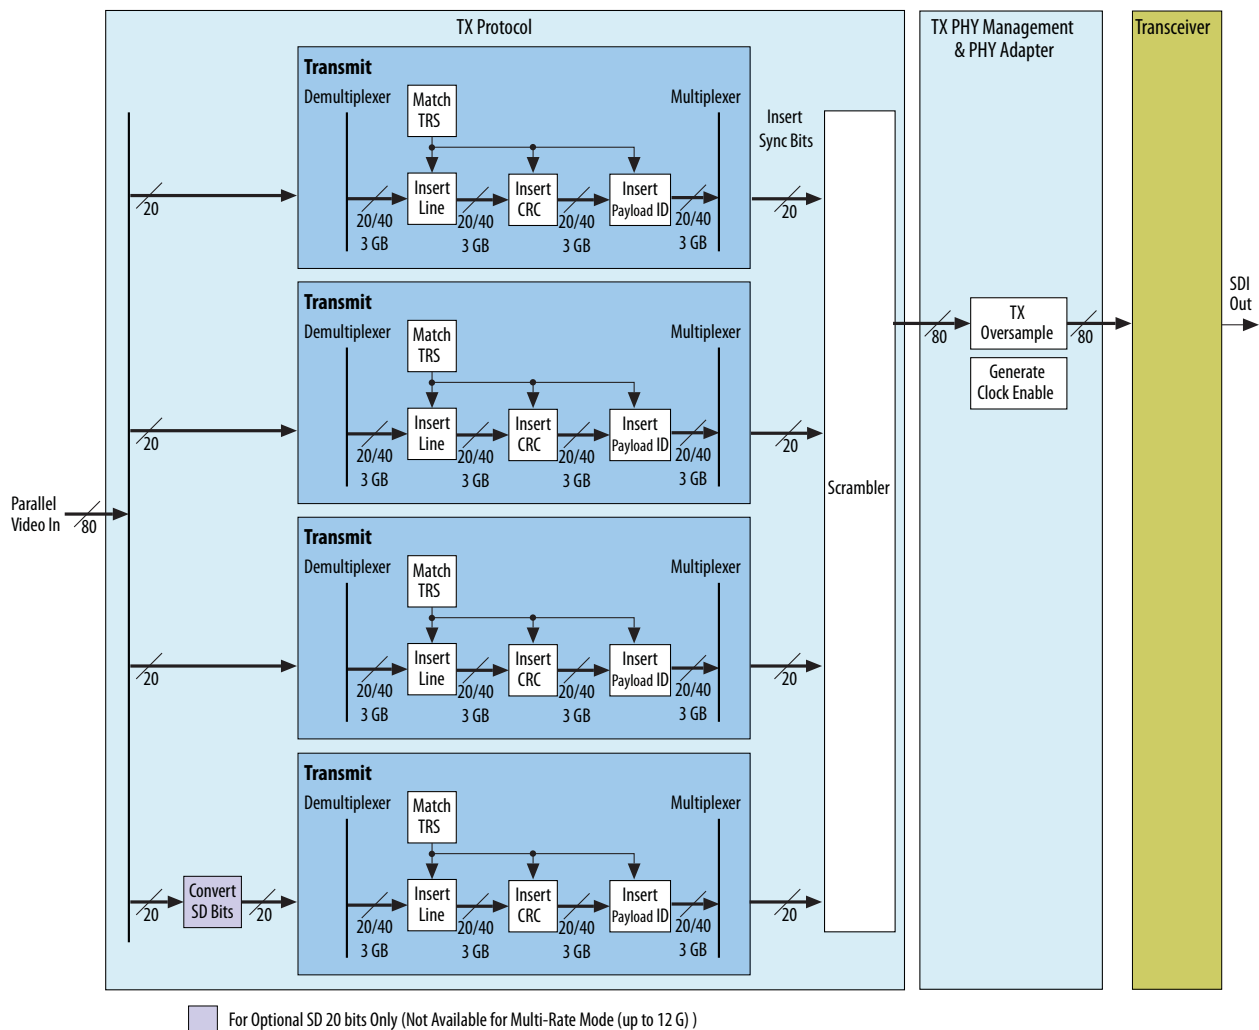 TX Protocol
TX PHY Management
& PHY Adapter
Transceiver
Transmit
Demultiplexer
Match
TRS
Multiplexer
Insert
Sync Bits
Insert
Line
Insert
CRC
Insert
Payload ID
20
20/40
3 GB
20/40
3 GB
20/40
3 GB
20/40
3 GB
20
Transmit
Demultiplexer
Match
TRS
Multiplexer
Insert
Line
Insert
CRC
Insert
Payload ID
20
20/40
3 GB
20/40
3 GB
20/40
3 GB
20/40
3 GB
20
Scrambler
80
TX
Oversample
80
Generate
Clock Enable
SDI
Out
Parallel
Video In
80
Transmit
Demultiplexer
Match
TRS
Multiplexer
Insert
Line
Insert
CRC
Insert
Payload ID
20
20/40
3 GB
20/40
3 GB
20/40
3 GB
20/40
3 GB
20
Transmit
Demultiplexer
Match
TRS
Multiplexer
20
Convert
SD Bits
20
Insert
Line
Insert
CRC
Insert
Payload ID
20/40
3 GB
20/40
3 GB
20/40
3 GB
20/40
3 GB
20
For Optional SD 20 bits Only (Not Available for Multi-Rate Mode (up to 12 G) )